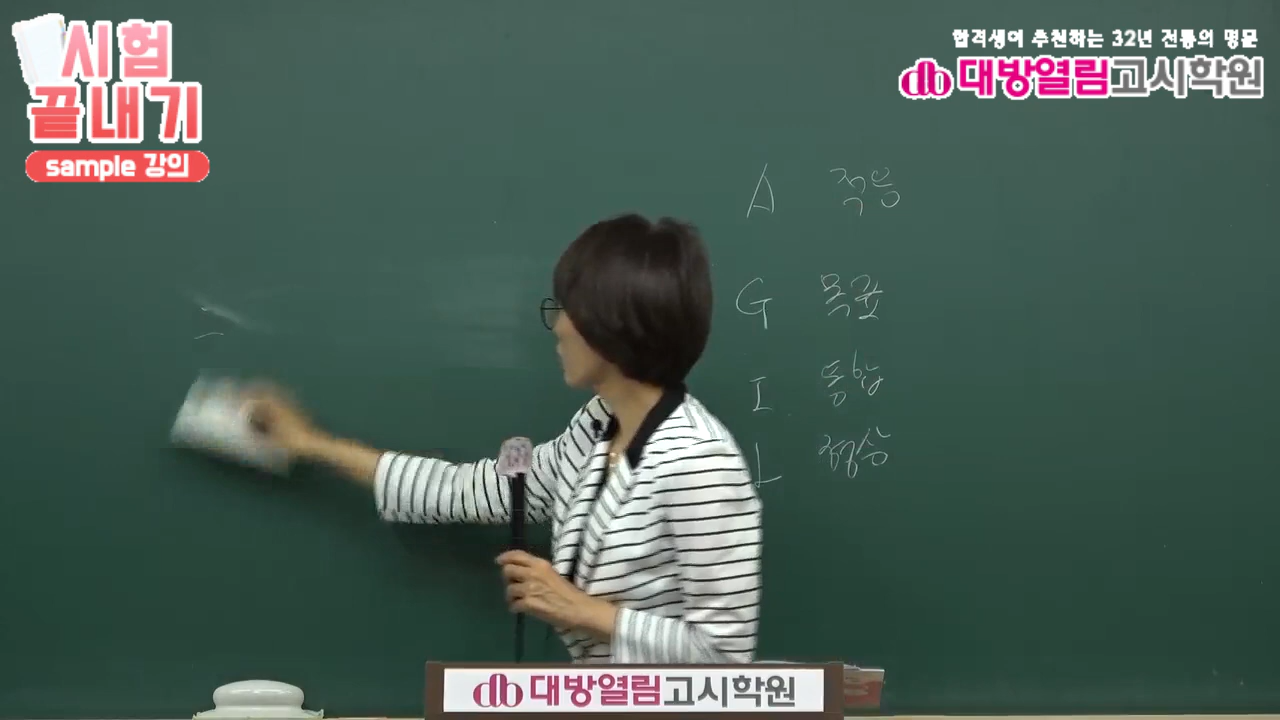 시험
끝내기
sample 강의
합격생이 추천하는 32년 전통의 명문
대방열림고시학원
A 적응
G 목표
I 통합
L 형상
대방열림고시학원